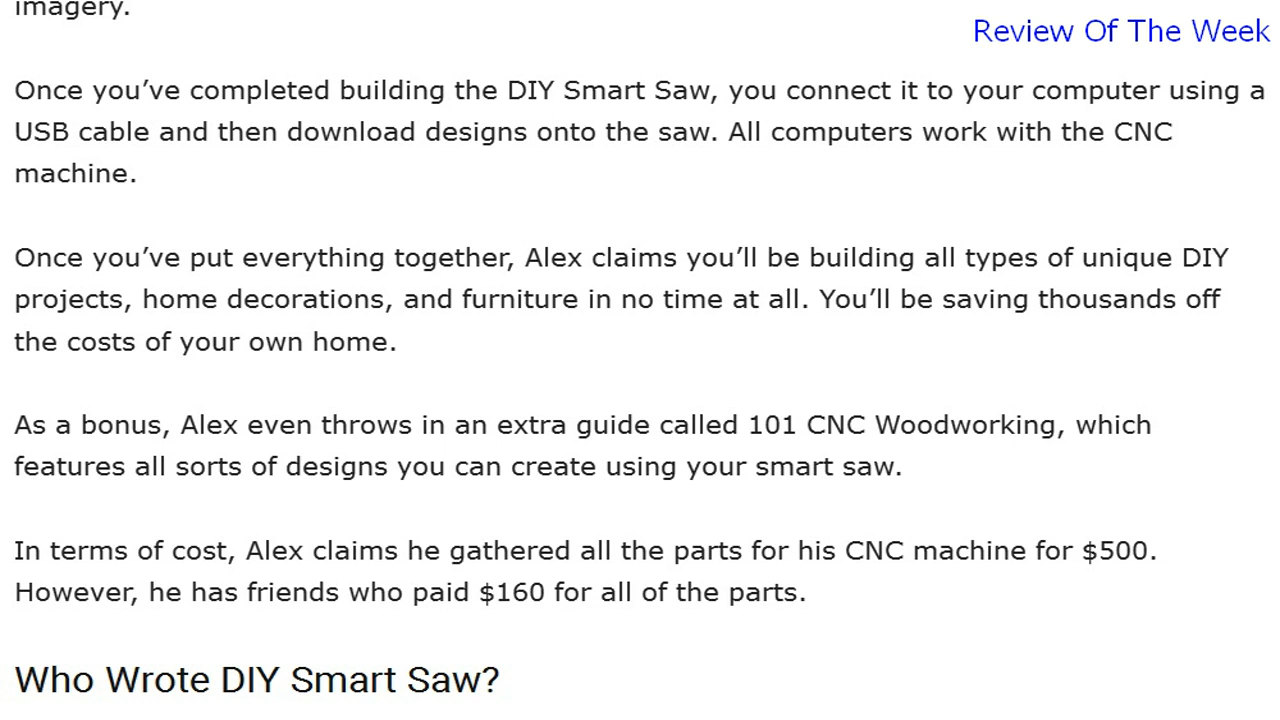 imagery.
Review Of The Week
Once you’ve completed building the DIY Smart Saw, you connect it to your computer using a
USB cable and then download designs onto the saw. All computers work with the CNC
machine.
Once you’ve put everything together, Alex claims you’ll be building all types of unique DIY
projects, home decorations, and furniture in no time at all. You’ll be saving thousands off
the costs of your own home.
As a bonus, Alex even throws in an extra guide called 101 CNC Woodworking, which
features all sorts of designs you can create using your smart saw.
In terms of cost, Alex claims he gathered all the parts for his CNC machine for $500.
However, he has friends who paid $160 for all of the parts.
Who Wrote DIY Smart Saw?